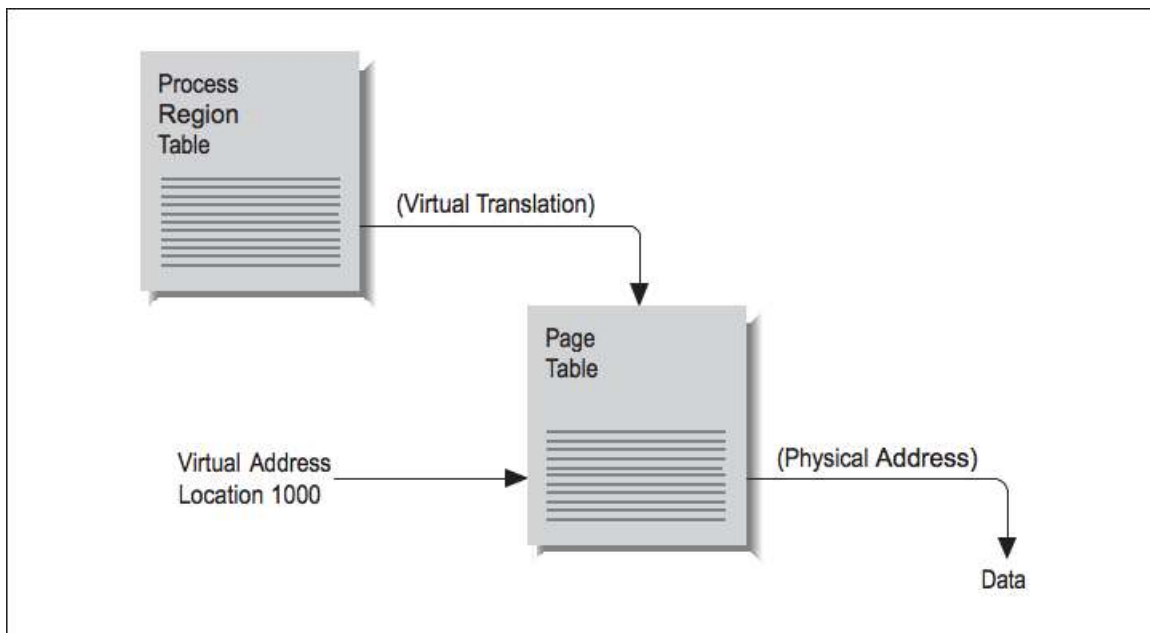 Process
Region
Table
(Virtual Translation)
Page
Table
Virtual Address
Location 1000
(Physical Address)
Data